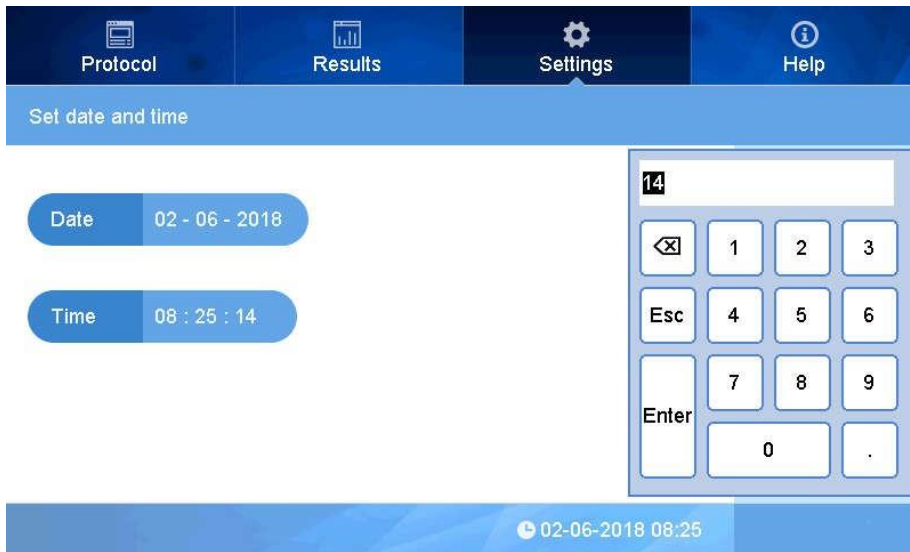 Protocol
Results
Settings
Help
Set date and time
Date
02 - 06 - 2018
Time
08 : 25 : 14
14
1
2
3
Esc
4
5
6
Enter
7
8
9
0
.
02-06-2018 08:25